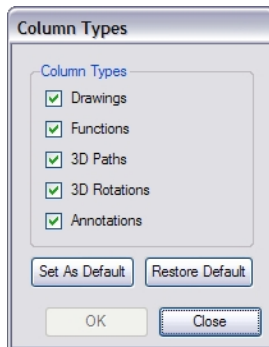 Column Types
Column Types
Drawings
Functions
3D Paths
3D Rotations
Annotations
Set As Default Restore Default
OK Close